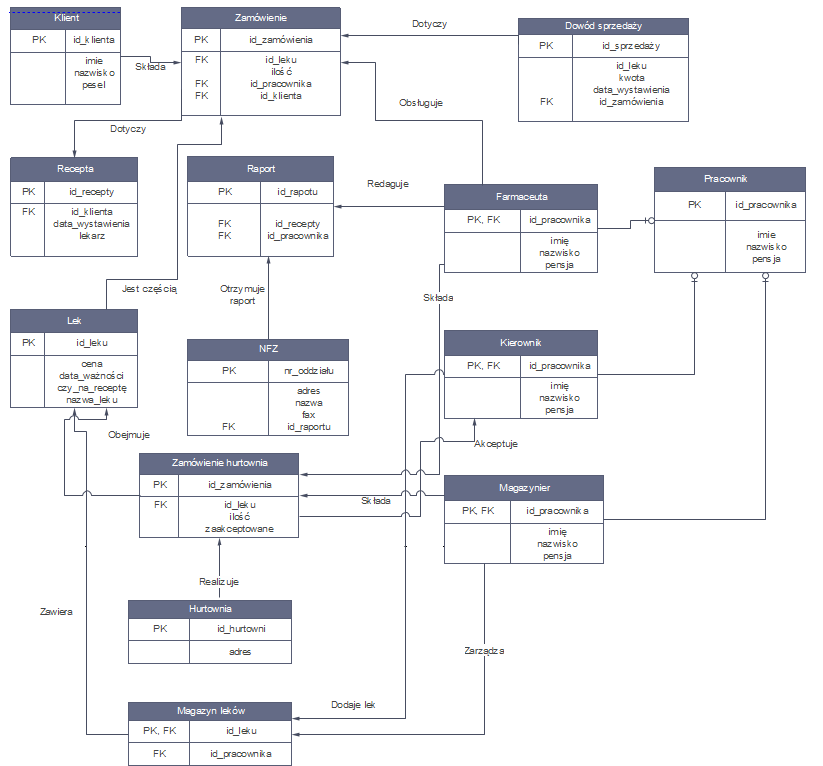 Klient
PK id_klienta
imie
nazwisko
pesel
Składa
Zamówienie
PK id_zamówienia
FK id_leku
ilość
FK id_pracownika
FK id_klienta
Dotyczy
Dowód sprzedaży
PK id_sprzedaży
id_leku
kwota
data_wystawienia
FK id_zamówienia
Obsługuje
Dotyczy
Recepta
PK id_recepty
FK id_klienta
data_wystawienia
lekarz
Raport
PK id_rapotu
FK id_recepty
FK id_pracownika
Redaguje
Farmaceuta
PK, FK id_pracownika
imię
nazwisko
pensja
Pracownik
PK id_pracownika
imie
nazwisko
pensja
Jest częścią
Otrzymuje
raport
Składa
Lek
PK id_leku
cena
data_ważności
czy_na_receptę
nazwa_leku
NFZ
PK nr_oddziału
adres
nazwa
fax
FK id_raportu
Kierownik
PK, FK id_pracownika
imię
nazwisko
pensja
Obejmuje
Akceptuje
Zamówienie hurtownia
PK id_zamówienia
FK id_leku
ilość
zaakceptowane
Składa
Magazynier
PK, FK id_pracownika
imię
nazwisko
pensja
Realizuje
Hurtownia
PK id_hurtowni
adres
Zawiera
Zarządza
Dodaje lek
Magazyn leków
PK, FK id_leku
FK id_pracownika